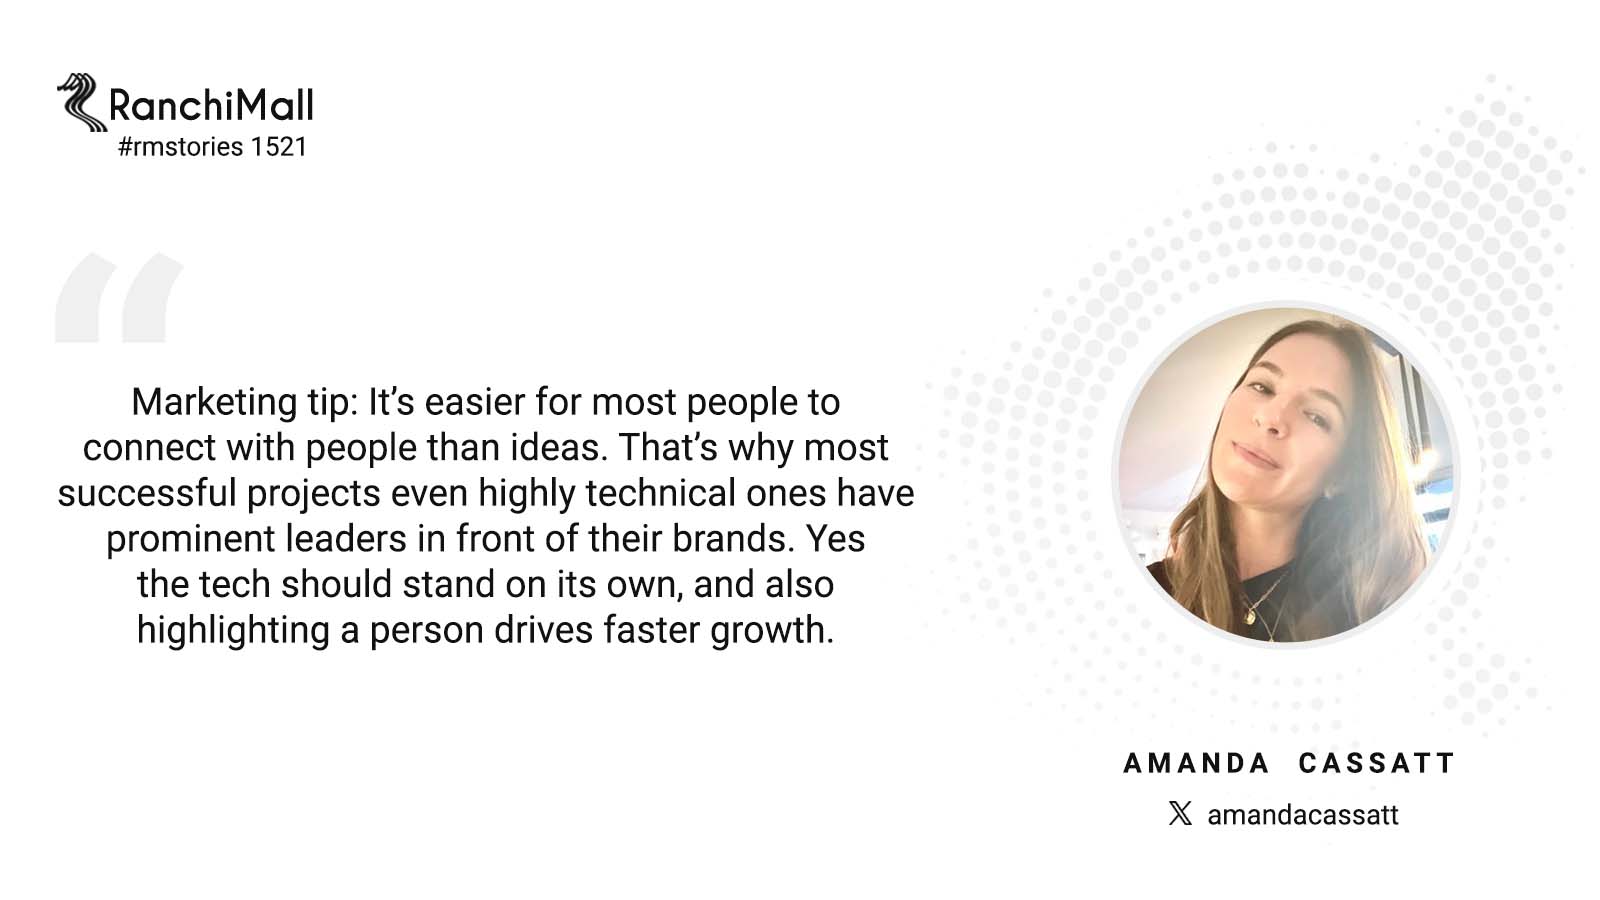 RanchiMall
#rmstories 1521
“
Marketing tip: It’s easier for most people to
connect with people than ideas. That’s why most
successful projects even highly technical ones have
prominent leaders in front of their brands. Yes
the tech should stand on its own, and also
highlighting a person drives faster growth.
AMANDA CASSATT
𝕏 amandacassatt